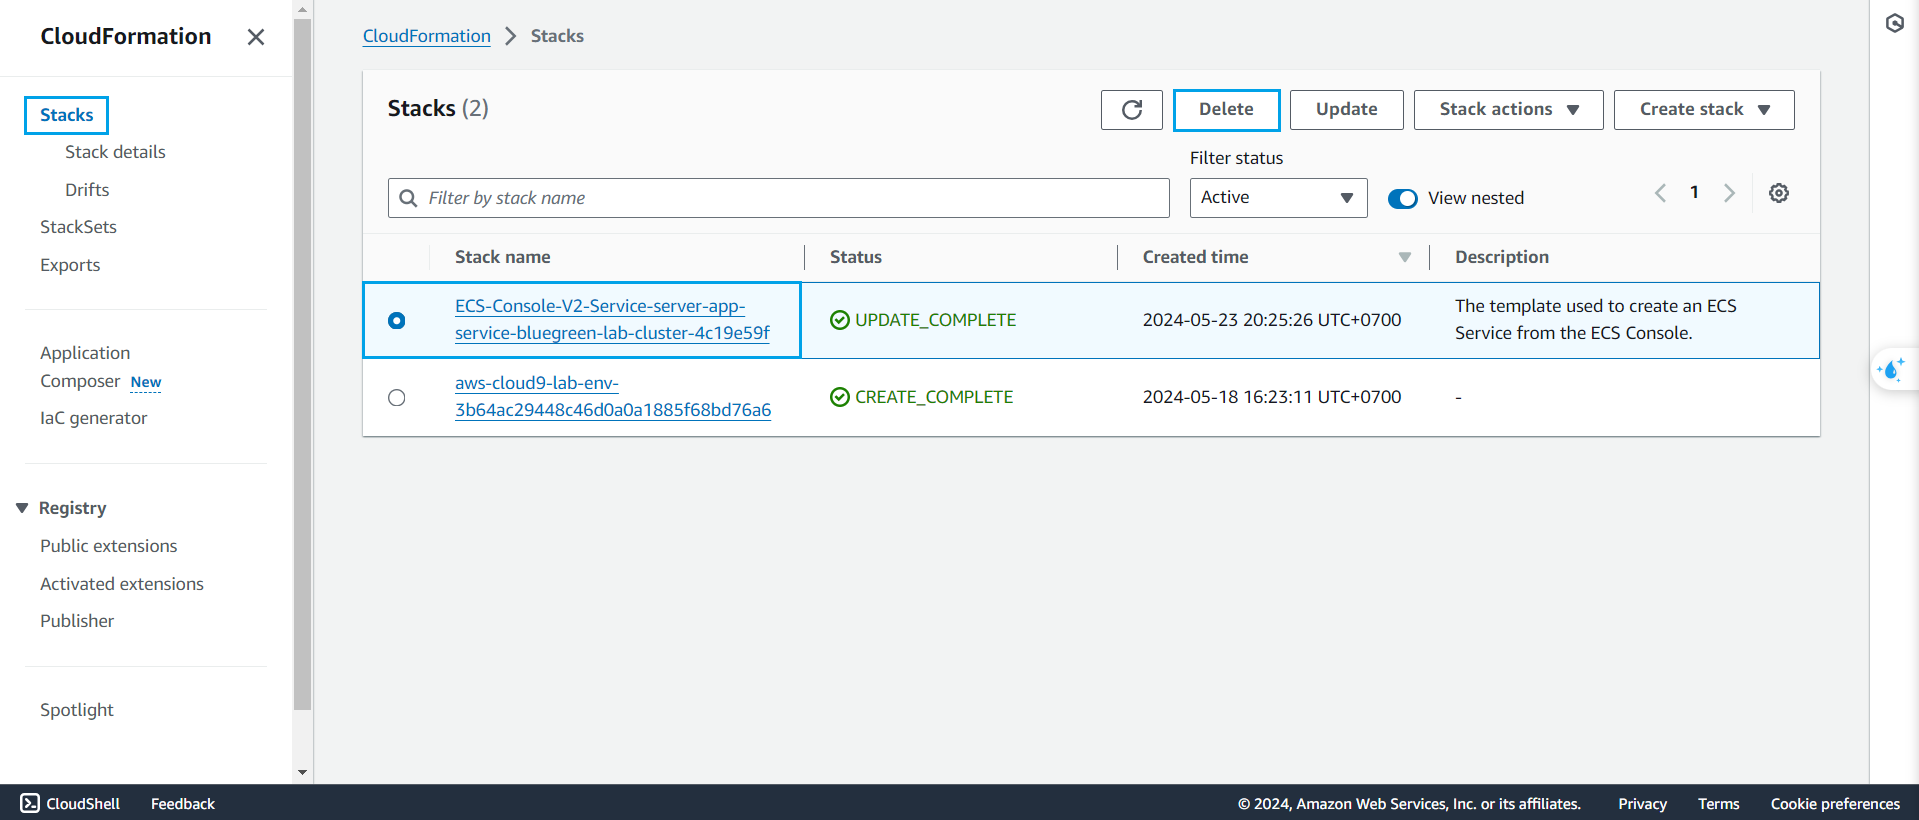 CloudFormation
Stacks
Stack details
Drifts
StackSets
Exports
Application
Composer New
IaC generator
Registry
Public extensions
Activated extensions
Publisher
Spotlight
CloudFormation Stacks
Stacks (2)
Delete
Update
Stack actions
Create stack
Filter status
Filter by stack name
Active
View nested
1
Stack name
Status
Created time
Description
ECS-Console-V2-Service-server-app-
service-bluegreen-lab-cluster-4c19e59f
UPDATE_COMPLETE
2024-05-23 20:25:26 UTC+0700
The template used to create an ECS
Service from the ECS Console.
aws-cloud9-lab-env-
3b64ac29448c46d0a0a1885f68bd76a6
CREATE_COMPLETE
2024-05-18 16:23:11 UTC+0700
-
CloudShell
Feedback
© 2024, Amazon Web Services, Inc. or its affiliates.
Privacy
Terms
Cookie preferences